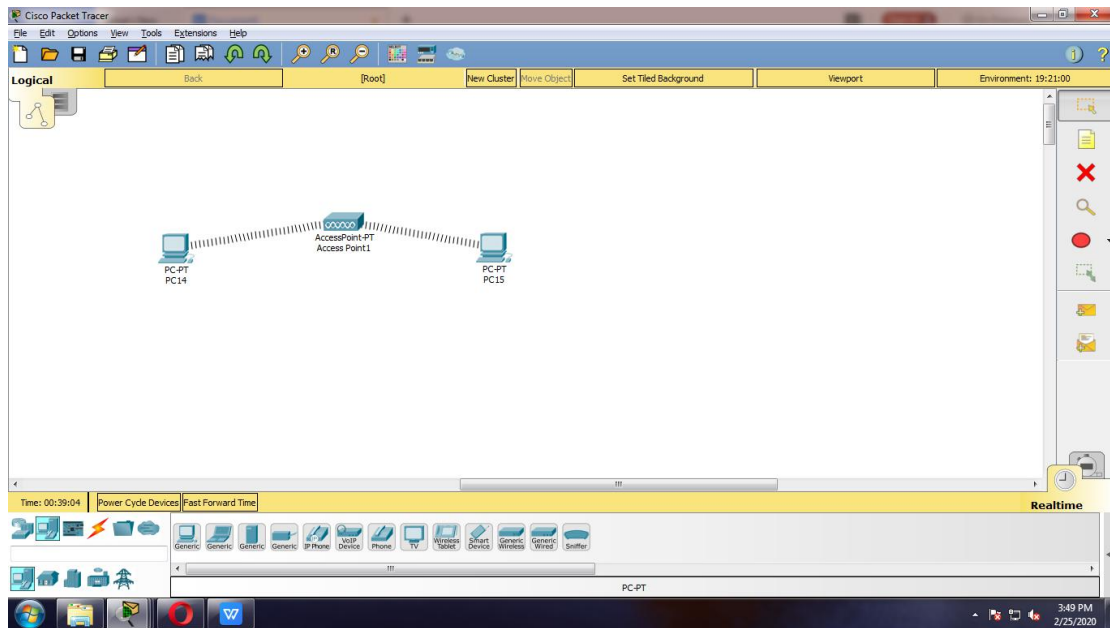 Cisco Packet Tracer
File Edit Options View Tools Extensions Help
Logical Back [Root] New Cluster Move Object Set Tiled Background Viewport Environment: 19:21:00
AccessPoint-PT
Access Point1
PC-PT
PC14
PC-PT
PC15
Time: 00:39:04 Power Cycle Devices Fast Forward Time Realtime
Generic Generic Generic Generic IP Phone VoIP Device Phone TV Wireless Tablet Smart Device Generic Wireless Generic Wired Sniffer
PC-PT
3:49 PM
2/25/2020